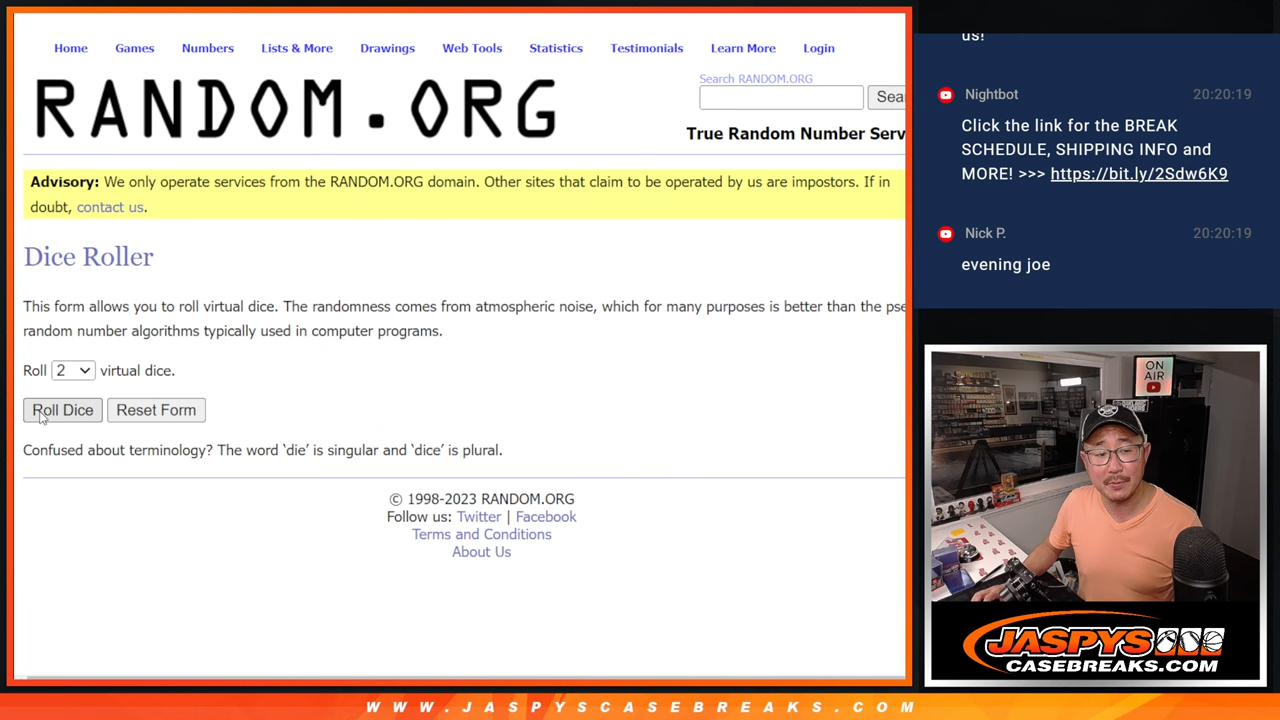 Home Games Numbers Lists & More Drawings Web Tools Statistics Testimonials Learn More Login
RANDOM.ORG
Search RANDOM.ORG
Sea
True Random Number Serv
Advisory: We only operate services from the RANDOM.ORG domain. Other sites that claim to be operated by us are impostors. If in
doubt, contact us.
Dice Roller
This form allows you to roll virtual dice. The randomness comes from atmospheric noise, which for many purposes is better than the pse
random number algorithms typically used in computer programs.
Roll 2 virtual dice.
Roll Dice Reset Form
Confused about terminology? The word ‘die’ is singular and ‘dice’ is plural.
© 1998-2023 RANDOM.ORG
Follow us: Twitter | Facebook
Terms and Conditions
About Us
us!
Nightbot 20:20:19
Click the link for the BREAK
SCHEDULE, SHIPPING INFO and
MORE! >>> https://bit.ly/2Sdw6K9
Nick P. 20:20:19
evening joe
ON
AIR
JASPYS
CASEBREAKS.COM
WWW.JASPYSCASEBREAKS.COM